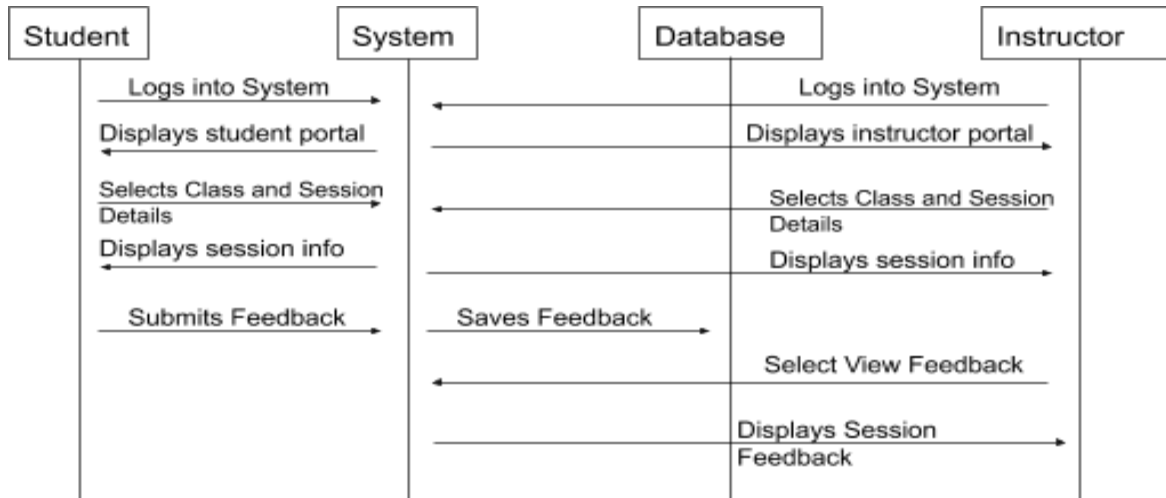 Student
System
Database
Instructor
Logs into System
Logs into System
Displays student portal
Displays instructor portal
Selects Class and Session
Details
Selects Class and Session
Details
Displays session info
Displays session info
Submits Feedback
Saves Feedback
Select View Feedback
Displays Session
Feedback